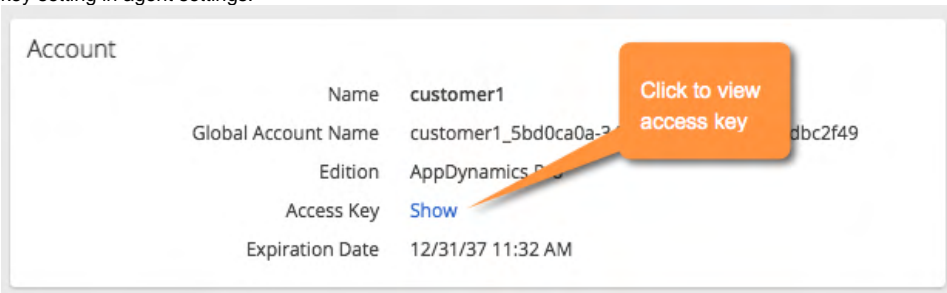 key setting in agent settings.
Account
Name customer1
Click to view
access key
Global Account Name customer1_5bd0ca0a- dbc2f49
Edition AppDynamics
Access Key Show
Expiration Date 12/31/37 11:32 AM